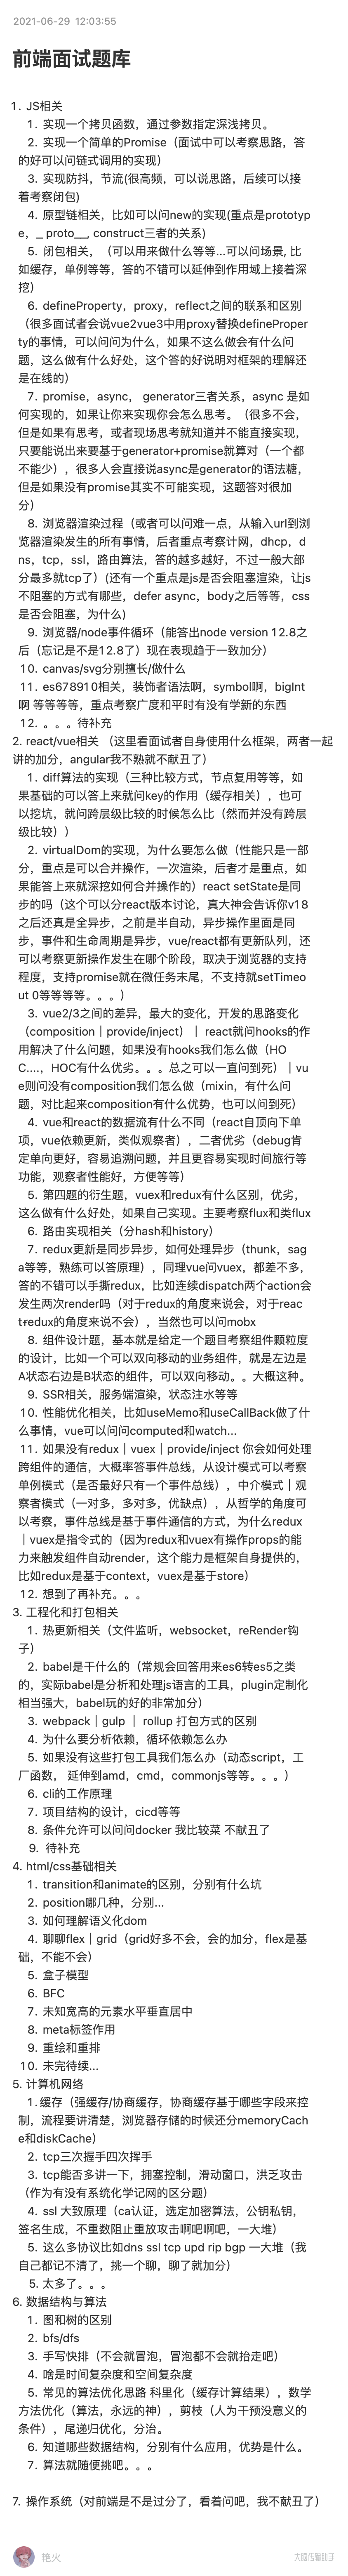 2021-06-29 12:03:55
前端面试题库
1. JS相关
1. 实现一个拷贝函数，通过参数指定深浅拷贝。
2. 实现一个简单的Promise（面试中可以考察思路，答
的好可以问链式调用的实现）
3. 实现防抖，节流(很高频，可以说思路，后续可以接
着考察闭包)
4. 原型链相关，比如可以问new的实现(重点是prototyp
e，_ proto__, construct三者的关系)
5. 闭包相关，（可以用来做什么等等...可以问场景, 比
如缓存，单例等等，答的不错可以延伸到作用域上接着深
挖）
6. defineProperty，proxy，reflect之间的联系和区别
（很多面试者会说vue2vue3中用proxy替换definePrope
rty的事情，可以问问为什么，如果不这么做会有什么问
题，这么做有什么好处，这个答的好说明对框架的理解还
是在线的）
7. promise，async， generator三者关系，async 是如
何实现的，如果让你来实现你会怎么思考。（很多不会，
但是如果有思考，或者现场思考就知道并不能直接实现，
只要能说出来要基于generator+promise就算对（一个都
不能少），很多人会直接说async是generator的语法糖，
但是如果没有promise其实不可能实现，这题答对很加
分）
8. 浏览器渲染过程（或者可以问难一点，从输入url到浏
览器渲染发生的所有事情，后者重点考察计网，dhcp，d
ns，tcp，ssl，路由算法，答的越多越好，不过一般大部
分最多就tcp了）(还有一个重点是js是否会阻塞渲染，让js
不阻塞的方式有哪些，defer async，body之后等等，css
是否会阻塞，为什么)
9. 浏览器/node事件循环（能答出node version 12.8之
后（忘记是不是12.8了）现在表现趋于一致加分）
10. canvas/svg分别擅长/做什么
11. es678910相关，装饰者语法啊，symbol啊，bigInt
啊 等等等等，重点考察广度和平时有没有学新的东西
12. 。。。待补充
2. react/vue相关 （这里看面试者自身使用什么框架，两者一起
讲的加分，angular我不熟就不献丑了）
1. diff算法的实现（三种比较方式，节点复用等等，如
果基础的可以答上来就问key的作用（缓存相关），也可
以挖坑，就问跨层级比较的时候怎么比（然而并没有跨层
级比较））
2. virtualDom的实现，为什么要怎么做（性能只是一部
分，重点是可以合并操作，一次渲染，后者才是重点，如
果能答上来就深挖如何合并操作的）react setState是同
步的吗（这个可以分react版本讨论，真大神会告诉你v18
之后还真是全异步，之前是半自动，异步操作里面是同
步，事件和生命周期是异步，vue/react都有更新队列，还
可以考察更新操作发生在哪个阶段，取决于浏览器的支持
程度，支持promise就在微任务末尾，不支持就setTimeo
ut 0等等等等。。。）
3. vue2/3之间的差异，最大的变化，开发的思路变化
（composition｜provide/inject）｜ react就问hooks的作
用解决了什么问题，如果没有hooks我们怎么做（HO
C....，HOC有什么优劣。。。总之可以一直问到死）｜vu
e则问没有composition我们怎么做（mixin，有什么问
题，对比起来composition有什么优势，也可以问到死）
4. vue和react的数据流有什么不同（react自顶向下单
项，vue依赖更新，类似观察者），二者优劣（debug肯
定单向更好，容易追溯问题，并且更容易实现时间旅行等
功能，观察者性能好，方便等等）
5. 第四题的衍生题，vuex和redux有什么区别，优劣，
这么做有什么好处，如果自己实现。主要考察flux和类flux
6. 路由实现相关（分hash和history）
7. redux更新是同步异步，如何处理异步（thunk，sag
a等等，熟练可以答原理），同理vue问vuex，都差不多，
答的不错可以手撕redux，比如连续dispatch两个action会
发生两次render吗（对于redux的角度来说会，对于reac
t-redux的角度来说不会），当然也可以问mobx
8. 组件设计题，基本就是给定一个题目考察组件颗粒度
的设计，比如一个可以双向移动的业务组件，就是左边是
A状态右边是B状态的组件，可以双向移动。。大概这种。
9. SSR相关，服务端渲染，状态注水等等
10. 性能优化相关，比如useMemo和useCallBack做了什
么事情，vue可以问问computed和watch...
11. 如果没有redux｜vuex｜provide/inject 你会如何处理
跨组件的通信，大概率答事件总线，从设计模式可以考察
单例模式（是否最好只有一个事件总线），中介模式｜观
察者模式（一对多，多对多，优缺点），从哲学的角度可
以考察，事件总线是基于事件通信的方式，为什么redux
｜vuex是指令式的（因为redux和vuex有操作props的能
力来触发组件自动render，这个能力是框架自身提供的，
比如redux是基于context，vuex是基于store）
12. 想到了再补充。。。
3. 工程化和打包相关
1. 热更新相关（文件监听，websocket，reRender钩
子）
2. babel是干什么的（常规会回答用来es6转es5之类
的，实际babel是分析和处理js语言的工具，plugin定制化
相当强大，babel玩的好的非常加分）
3. webpack｜gulp ｜ rollup 打包方式的区别
4. 为什么要分析依赖，循环依赖怎么办
5. 如果没有这些打包工具我们怎么办（动态script，工
厂函数， 延伸到amd，cmd，commonjs等等。。。）
6. cli的工作原理
7. 项目结构的设计，cicd等等
8. 条件允许可以问问docker 我比较菜 不献丑了
9. 待补充
4. html/css基础相关
1. transition和animate的区别，分别有什么坑
2. position哪几种，分别...
3. 如何理解语义化dom
4. 聊聊flex｜grid（grid好多不会，会的加分，flex是基
础，不能不会）
5. 盒子模型
6. BFC
7. 未知宽高的元素水平垂直居中
8. meta标签作用
9. 重绘和重排
10. 未完待续...
5. 计算机网络
1.缓存（强缓存/协商缓存，协商缓存基于哪些字段来控
制，流程要讲清楚，浏览器存储的时候还分memoryCach
e和diskCache）
2. tcp三次握手四次挥手
3. tcp能否多讲一下，拥塞控制，滑动窗口，洪乏攻击
（作为有没有系统化学记网的区分题）
4. ssl 大致原理（ca认证，选定加密算法，公钥私钥，
签名生成，不重数阻止重放攻击啊吧啊吧，一大堆）
5. 这么多协议比如dns ssl tcp upd rip bgp 一大堆（我
自己都记不清了，挑一个聊，聊了就加分）
5. 太多了。。。
6. 数据结构与算法
1. 图和树的区别
2. bfs/dfs
3. 手写快排（不会就冒泡，冒泡都不会就抬走吧）
4. 啥是时间复杂度和空间复杂度
5. 常见的算法优化思路 科里化（缓存计算结果），数学
方法优化（算法，永远的神），剪枝（人为干预没意义的
条件），尾递归优化，分治。
6. 知道哪些数据结构，分别有什么应用，优势是什么。
7. 算法就随便挑吧。。。
7. 操作系统（对前端是不是过分了，看着问吧，我不献丑了）
艳火